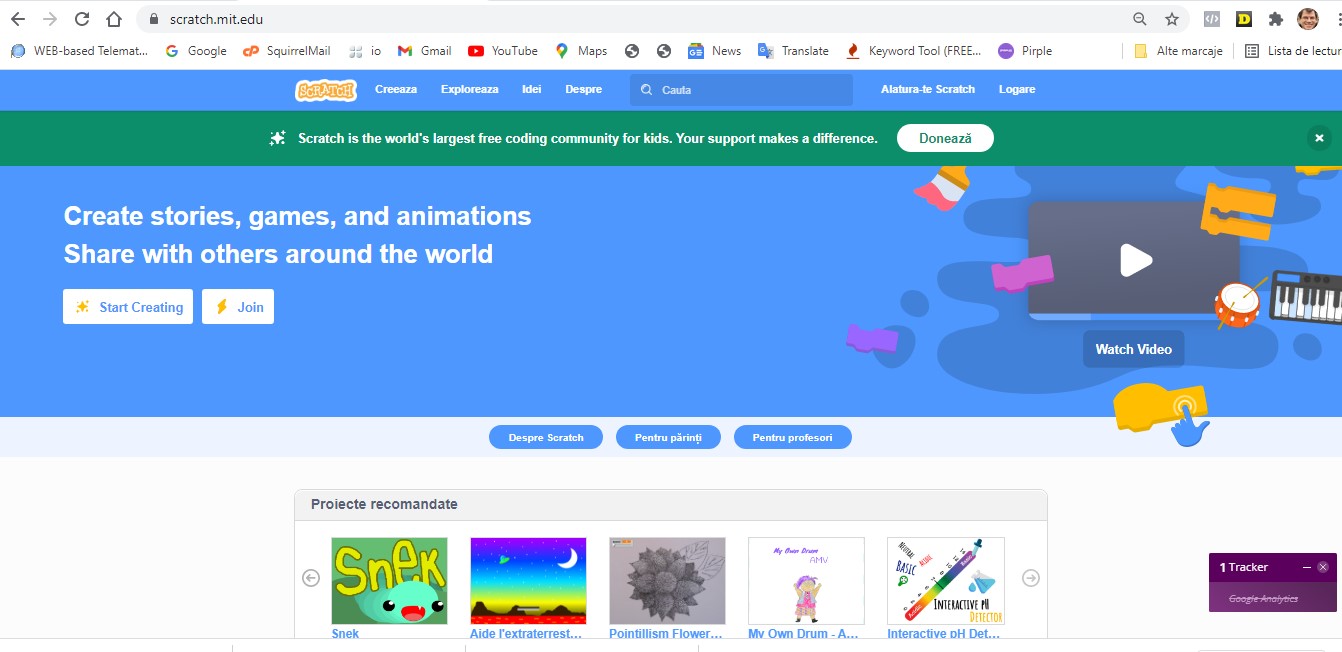 scratch.mit.edu
WEB-based Telemat... Google SquirrelMail io Gmail YouTube Maps News Translate Keyword Tool (FREE... Pirple Alte marcaje Lista de lectur
SCRATCH Creeaza Exploreaza Idei Despre Cauta Alatura-te Scratch Logare
Scratch is the world's largest free coding community for kids. Your support makes a difference. Donează
Create stories, games, and animations
Share with others around the world
Start Creating Join
Watch Video
Despre Scratch Pentru părinți Pentru profesori
Proiecte recomandate
Snek
My Own Drum
AMV
NEUTRAL
BASIC
ACIDIC
INTERACTIVE PH
DETECTOR
1 Tracker
Google Analytics
Snek Aide l'extraterrest... Pointillism Flower... My Own Drum - A... Interactive pH Det...